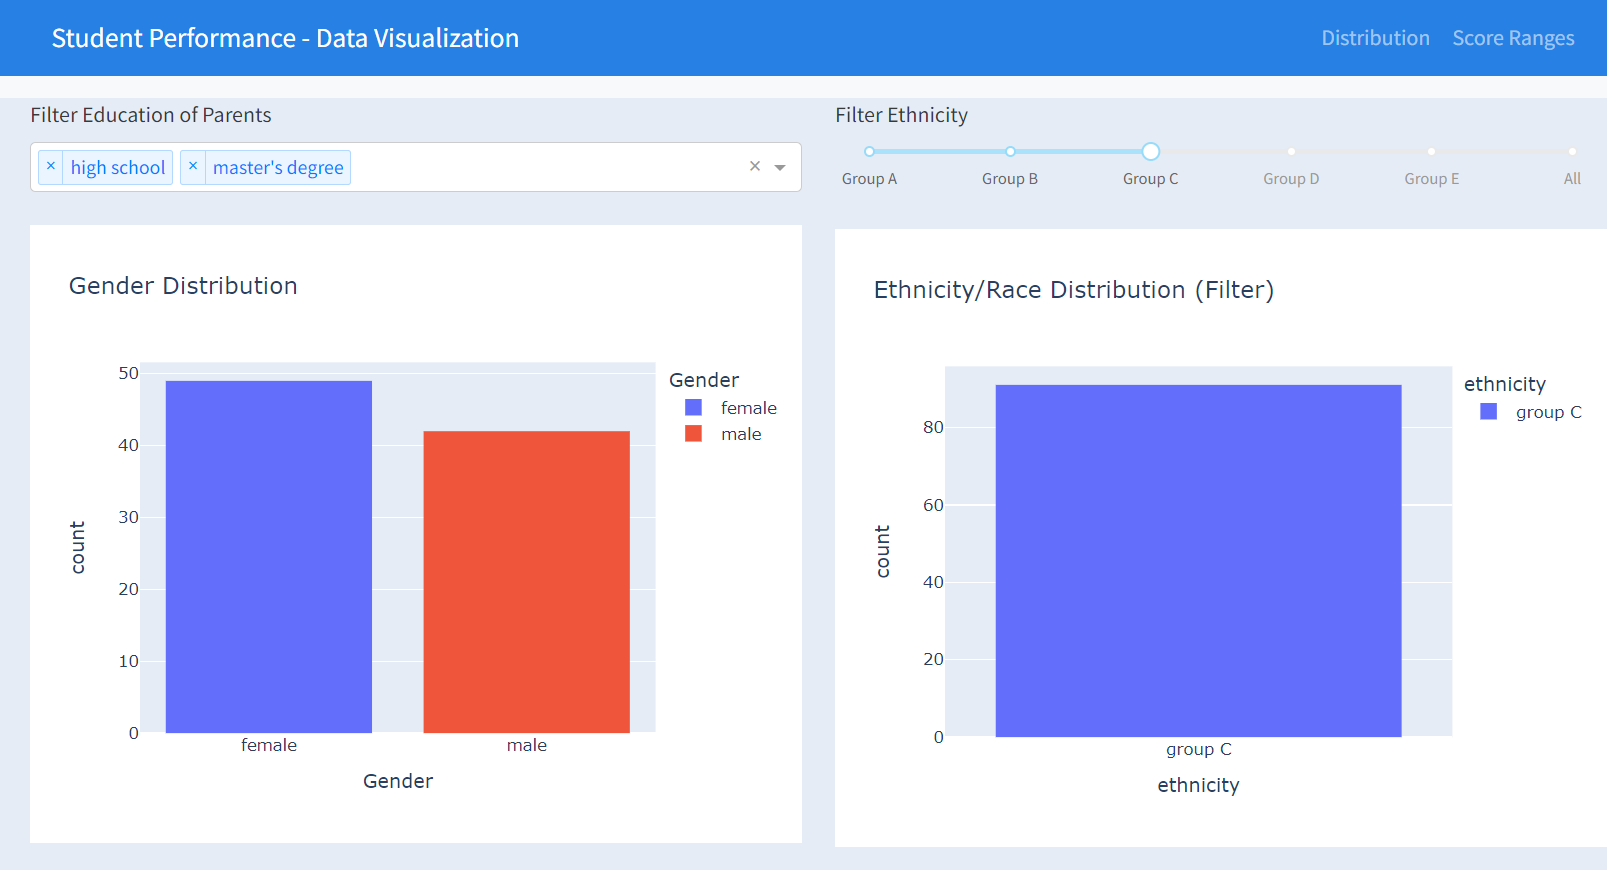 Student Performance - Data Visualization
Distribution Score Ranges
Filter Education of Parents
× high school × master's degree ×
Filter Ethnicity
Group A Group B Group C Group D Group E All
Gender Distribution
50
40
30
20
10
0
count
female male
Gender
Gender
female
male
Ethnicity/Race Distribution (Filter)
80
60
40
20
0
count
group C
ethnicity
ethnicity
group C